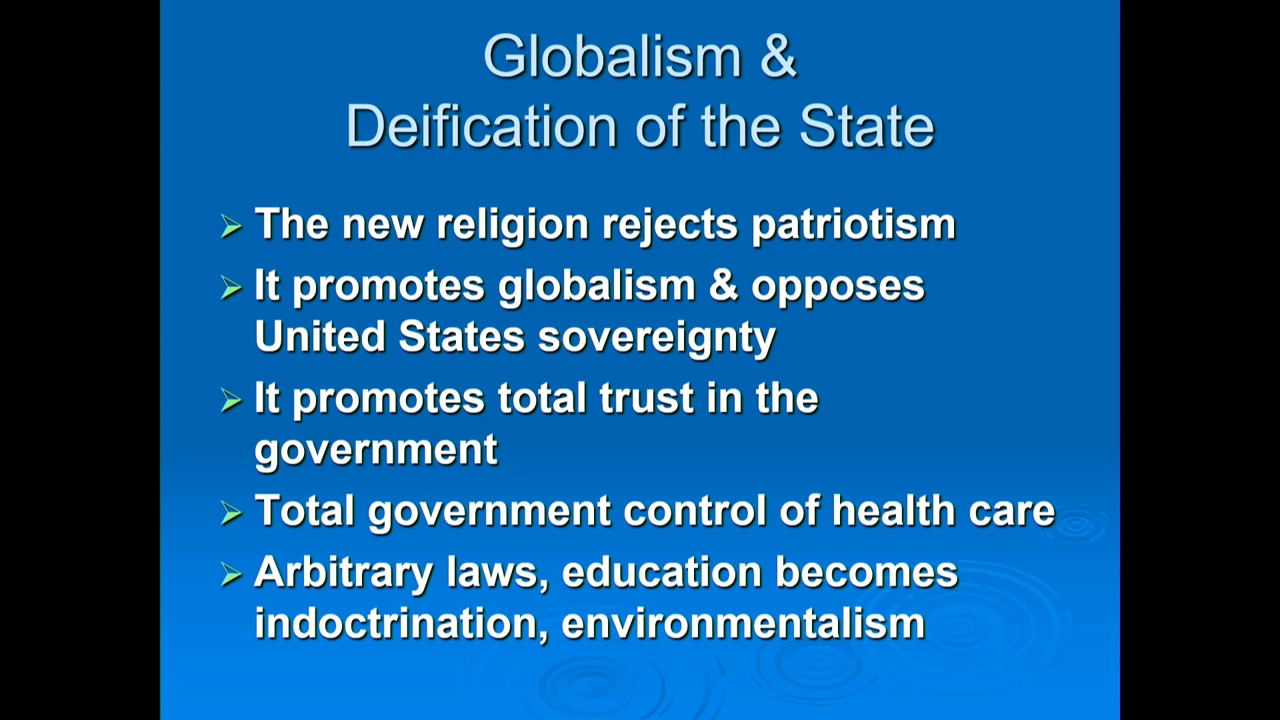 Globalism &
Deification of the State
The new religion rejects patriotism
It promotes globalism & opposes
United States sovereignty
It promotes total trust in the
government
Total government control of health care
Arbitrary laws, education becomes
indoctrination, environmentalism